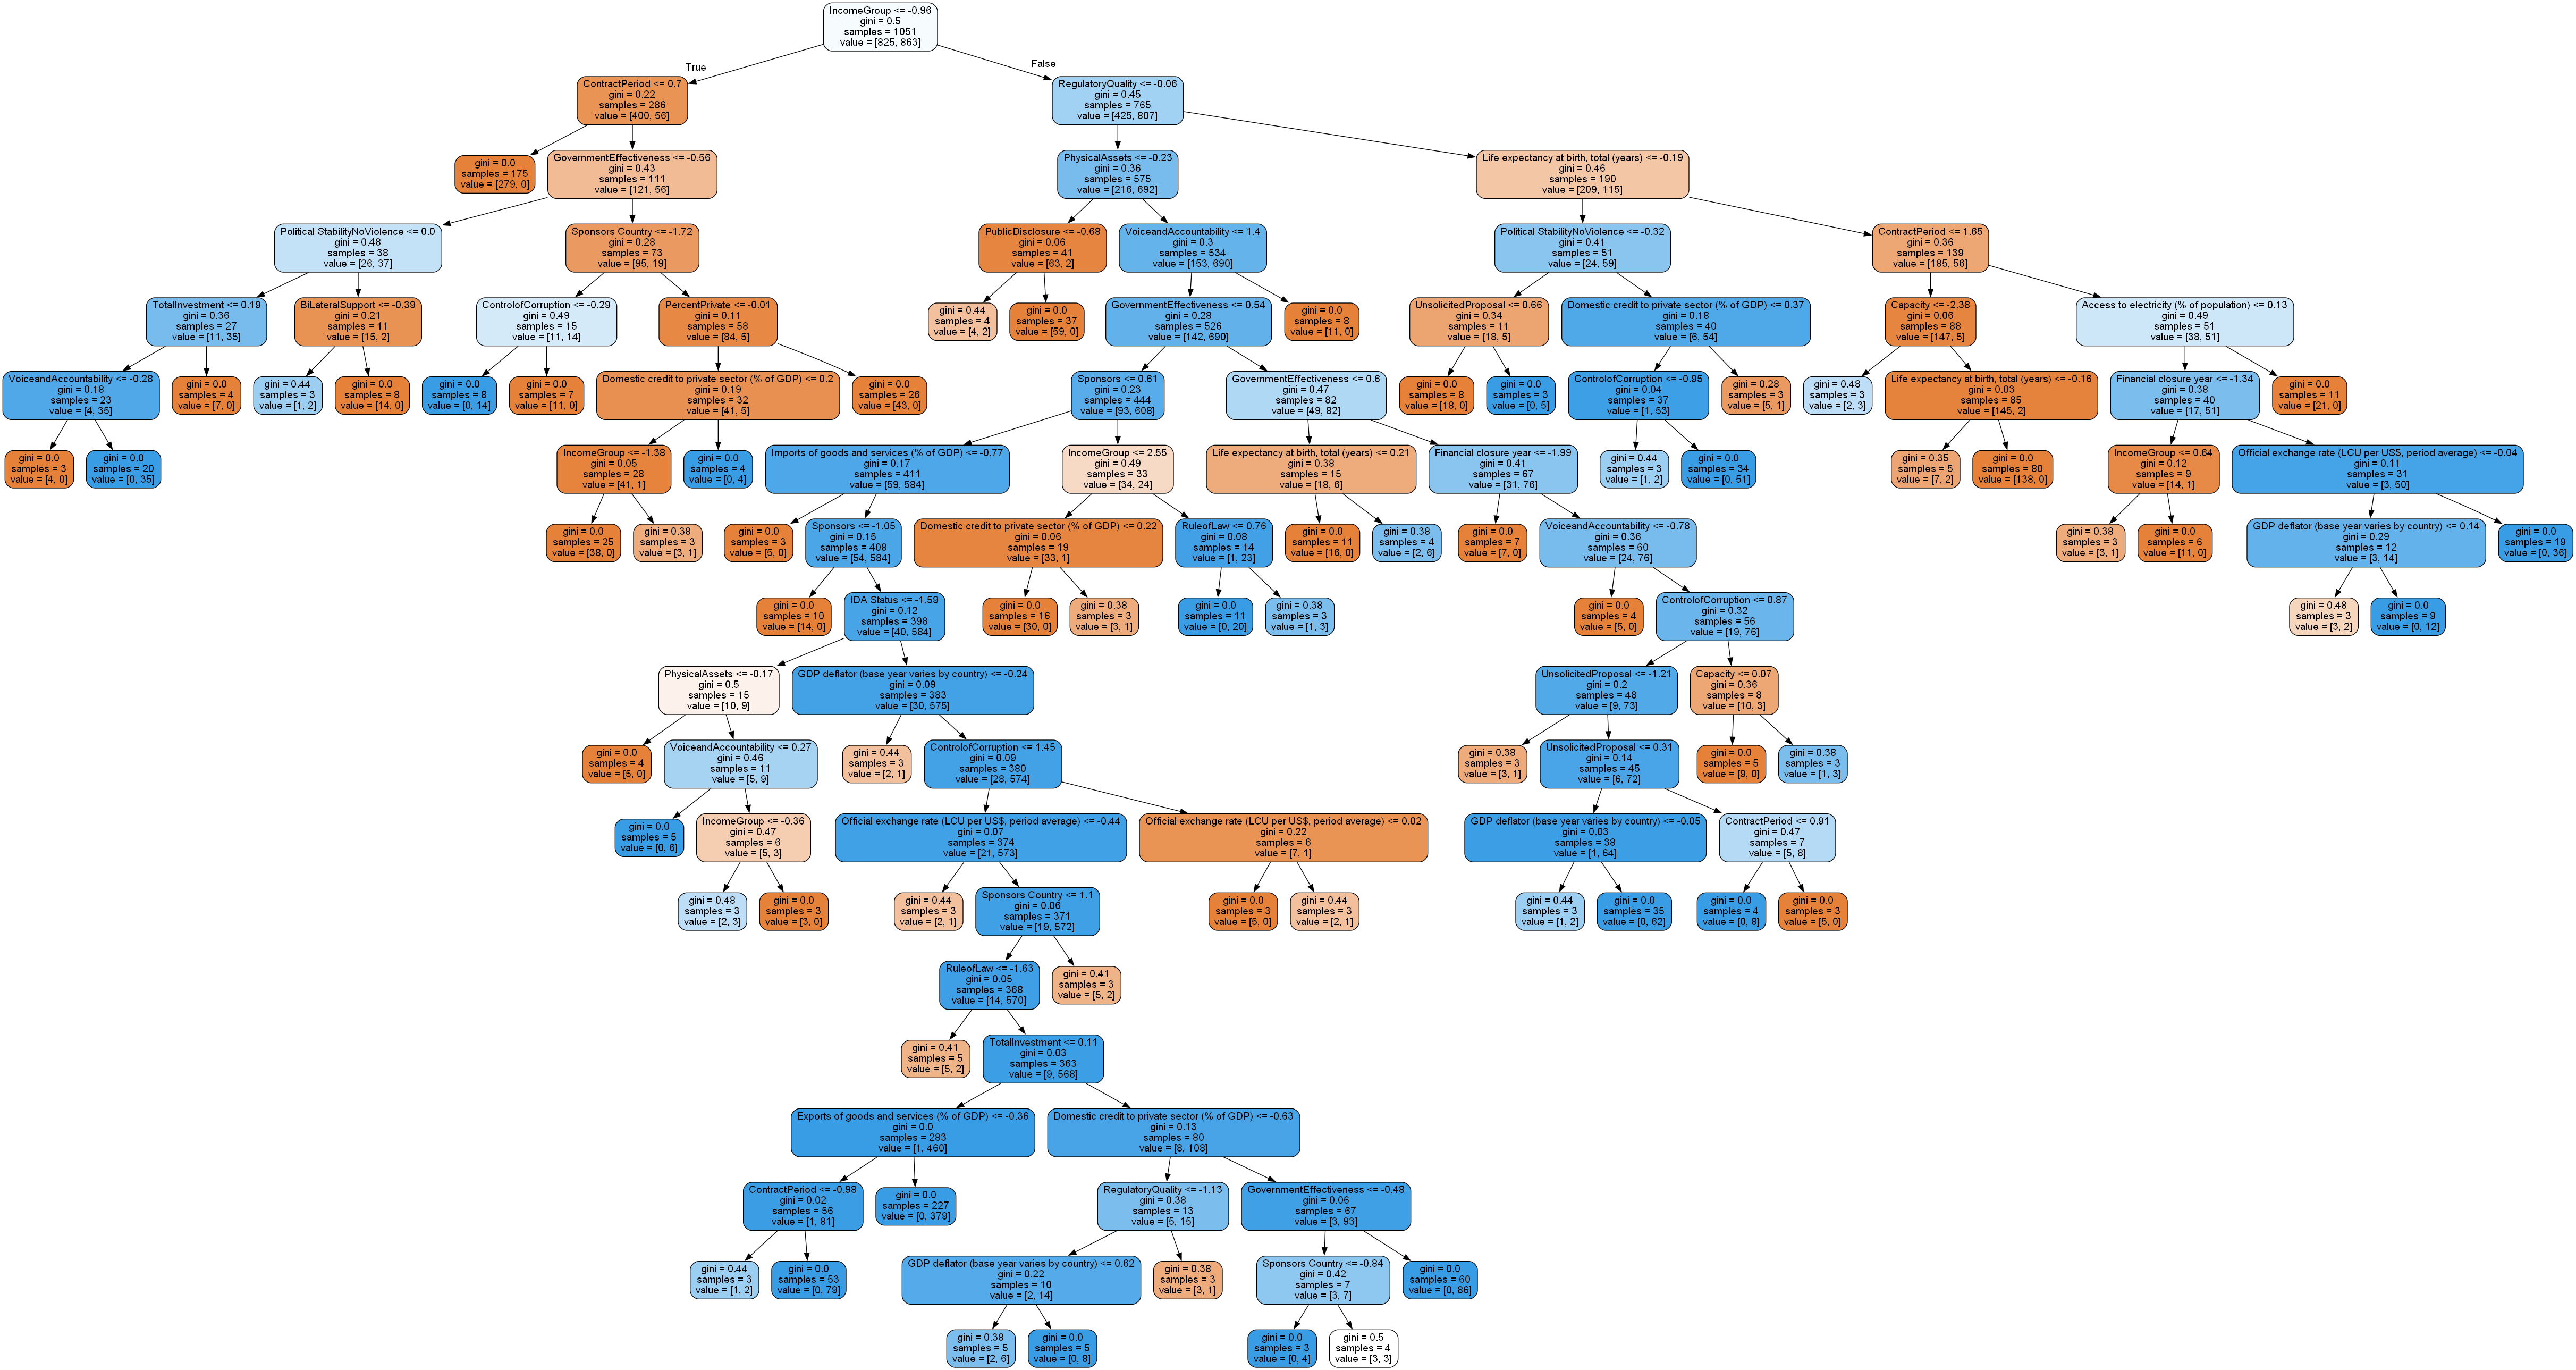 IncomeGroup <= -0.96
gini = 0.5
samples = 1051
value = [825, 863]
True
False
ContractPeriod <= 0.7
gini = 0.22
samples = 286
value = [400, 56]
RegulatoryQuality <= -0.06
gini = 0.45
samples = 765
value = [425, 807]
gini = 0.0
samples = 175
value = [279, 0]
GovernmentEffectiveness <= -0.56
gini = 0.43
samples = 111
value = [121, 56]
PhysicalAssets <= -0.23
gini = 0.36
samples = 575
value = [216, 692]
Life expectancy at birth, total (years) <= -0.19
gini = 0.46
samples = 190
value = [209, 115]
Political StabilityNoViolence <= 0.0
gini = 0.48
samples = 38
value = [26, 37]
Sponsors Country <= -1.72
gini = 0.28
samples = 73
value = [95, 19]
PublicDisclosure <= -0.68
gini = 0.06
samples = 41
value = [63, 2]
VoiceandAccountability <= 1.4
gini = 0.3
samples = 534
value = [153, 690]
Political StabilityNoViolence <= -0.32
gini = 0.41
samples = 51
value = [24, 59]
ContractPeriod <= 1.65
gini = 0.36
samples = 139
value = [185, 56]
TotalInvestment <= 0.19
gini = 0.36
samples = 27
value = [11, 35]
BiLateralSupport <= -0.39
gini = 0.21
samples = 11
value = [15, 2]
ControlofCorruption <= -0.29
gini = 0.49
samples = 15
value = [11, 14]
PercentPrivate <= -0.01
gini = 0.11
samples = 58
value = [84, 5]
gini = 0.44
samples = 4
value = [4, 2]
gini = 0.0
samples = 37
value = [59, 0]
GovernmentEffectiveness <= 0.54
gini = 0.28
samples = 526
value = [142, 690]
gini = 0.0
samples = 8
value = [11, 0]
UnsolicitedProposal <= 0.66
gini = 0.34
samples = 11
value = [18, 5]
Domestic credit to private sector (% of GDP) <= 0.37
gini = 0.18
samples = 40
value = [6, 54]
Capacity <= -2.38
gini = 0.06
samples = 88
value = [147, 5]
Access to electricity (% of population) <= 0.13
gini = 0.49
samples = 51
value = [38, 51]
VoiceandAccountability <= -0.28
gini = 0.18
samples = 23
value = [4, 35]
gini = 0.0
samples = 4
value = [7, 0]
gini = 0.44
samples = 3
value = [1, 2]
gini = 0.0
samples = 8
value = [14, 0]
gini = 0.0
samples = 8
value = [0, 14]
gini = 0.0
samples = 7
value = [11, 0]
Domestic credit to private sector (% of GDP) <= 0.2
gini = 0.19
samples = 32
value = [41, 5]
gini = 0.0
samples = 26
value = [43, 0]
Sponsors <= 0.61
gini = 0.23
samples = 444
value = [93, 608]
GovernmentEffectiveness <= 0.6
gini = 0.47
samples = 82
value = [49, 82]
gini = 0.0
samples = 8
value = [18, 0]
gini = 0.0
samples = 3
value = [0, 5]
ControlofCorruption <= -0.95
gini = 0.04
samples = 37
value = [1, 53]
gini = 0.28
samples = 3
value = [5, 1]
gini = 0.48
samples = 3
value = [2, 3]
Life expectancy at birth, total (years) <= -0.16
gini = 0.03
samples = 85
value = [145, 2]
Financial closure year <= -1.34
gini = 0.38
samples = 40
value = [17, 51]
gini = 0.0
samples = 11
value = [21, 0]
gini = 0.0
samples = 3
value = [4, 0]
gini = 0.0
samples = 20
value = [0, 35]
IncomeGroup <= -1.38
gini = 0.05
samples = 28
value = [41, 1]
gini = 0.0
samples = 4
value = [0, 4]
Imports of goods and services (% of GDP) <= -0.77
gini = 0.17
samples = 411
value = [59, 584]
IncomeGroup <= 2.55
gini = 0.49
samples = 33
value = [34, 24]
Life expectancy at birth, total (years) <= 0.21
gini = 0.38
samples = 15
value = [18, 6]
Financial closure year <= -1.99
gini = 0.41
samples = 67
value = [31, 76]
gini = 0.44
samples = 3
value = [1, 2]
gini = 0.0
samples = 34
value = [0, 51]
gini = 0.35
samples = 5
value = [7, 2]
gini = 0.0
samples = 80
value = [138, 0]
IncomeGroup <= 0.64
gini = 0.12
samples = 9
value = [14, 1]
Official exchange rate (LCU per US$, period average) <= -0.04
gini = 0.11
samples = 31
value = [3, 50]
gini = 0.0
samples = 25
value = [38, 0]
gini = 0.38
samples = 3
value = [3, 1]
gini = 0.0
samples = 3
value = [5, 0]
Sponsors <= -1.05
gini = 0.15
samples = 408
value = [54, 584]
Domestic credit to private sector (% of GDP) <= 0.22
gini = 0.06
samples = 19
value = [33, 1]
RuleofLaw <= 0.76
gini = 0.08
samples = 14
value = [1, 23]
gini = 0.0
samples = 11
value = [16, 0]
gini = 0.38
samples = 4
value = [2, 6]
gini = 0.0
samples = 7
value = [7, 0]
VoiceandAccountability <= -0.78
gini = 0.36
samples = 60
value = [24, 76]
gini = 0.38
samples = 3
value = [3, 1]
gini = 0.0
samples = 6
value = [11, 0]
GDP deflator (base year varies by country) <= 0.14
gini = 0.29
samples = 12
value = [3, 14]
gini = 0.0
samples = 19
value = [0, 36]
gini = 0.0
samples = 10
value = [14, 0]
IDA Status <= -1.59
gini = 0.12
samples = 398
value = [40, 584]
gini = 0.0
samples = 16
value = [30, 0]
gini = 0.38
samples = 3
value = [3, 1]
gini = 0.0
samples = 11
value = [0, 20]
gini = 0.38
samples = 3
value = [1, 3]
gini = 0.0
samples = 4
value = [5, 0]
ControlofCorruption <= 0.87
gini = 0.32
samples = 56
value = [19, 76]
gini = 0.48
samples = 3
value = [3, 2]
gini = 0.0
samples = 9
value = [0, 12]
PhysicalAssets <= -0.17
gini = 0.5
samples = 15
value = [10, 9]
GDP deflator (base year varies by country) <= -0.24
gini = 0.09
samples = 383
value = [30, 575]
UnsolicitedProposal <= -1.21
gini = 0.2
samples = 48
value = [9, 73]
Capacity <= 0.07
gini = 0.36
samples = 8
value = [10, 3]
gini = 0.0
samples = 4
value = [5, 0]
VoiceandAccountability <= 0.27
gini = 0.46
samples = 11
value = [5, 9]
gini = 0.44
samples = 3
value = [2, 1]
ControlofCorruption <= 1.45
gini = 0.09
samples = 380
value = [28, 574]
gini = 0.38
samples = 3
value = [3, 1]
UnsolicitedProposal <= 0.31
gini = 0.14
samples = 45
value = [6, 72]
gini = 0.0
samples = 5
value = [9, 0]
gini = 0.38
samples = 3
value = [1, 3]
gini = 0.0
samples = 5
value = [0, 6]
IncomeGroup <= -0.36
gini = 0.47
samples = 6
value = [5, 3]
Official exchange rate (LCU per US$, period average) <= -0.44
gini = 0.07
samples = 374
value = [21, 573]
Official exchange rate (LCU per US$, period average) <= 0.02
gini = 0.22
samples = 6
value = [7, 1]
GDP deflator (base year varies by country) <= -0.05
gini = 0.03
samples = 38
value = [1, 64]
ContractPeriod <= 0.91
gini = 0.47
samples = 7
value = [5, 8]
gini = 0.48
samples = 3
value = [2, 3]
gini = 0.0
samples = 3
value = [3, 0]
gini = 0.44
samples = 3
value = [2, 1]
Sponsors Country <= 1.1
gini = 0.06
samples = 371
value = [19, 572]
gini = 0.0
samples = 3
value = [5, 0]
gini = 0.44
samples = 3
value = [2, 1]
gini = 0.44
samples = 3
value = [1, 2]
gini = 0.0
samples = 35
value = [0, 62]
gini = 0.0
samples = 4
value = [0, 8]
gini = 0.0
samples = 3
value = [5, 0]
RuleofLaw <= -1.63
gini = 0.05
samples = 368
value = [14, 570]
gini = 0.41
samples = 3
value = [5, 2]
gini = 0.41
samples = 5
value = [5, 2]
TotalInvestment <= 0.11
gini = 0.03
samples = 363
value = [9, 568]
Exports of goods and services (% of GDP) <= -0.36
gini = 0.0
samples = 283
value = [1, 460]
Domestic credit to private sector (% of GDP) <= -0.63
gini = 0.13
samples = 80
value = [8, 108]
ContractPeriod <= -0.98
gini = 0.02
samples = 56
value = [1, 81]
gini = 0.0
samples = 227
value = [0, 379]
RegulatoryQuality <= -1.13
gini = 0.38
samples = 13
value = [5, 15]
GovernmentEffectiveness <= -0.48
gini = 0.06
samples = 67
value = [3, 93]
gini = 0.44
samples = 3
value = [1, 2]
gini = 0.0
samples = 53
value = [0, 79]
GDP deflator (base year varies by country) <= 0.62
gini = 0.22
samples = 10
value = [2, 14]
gini = 0.38
samples = 3
value = [3, 1]
Sponsors Country <= -0.84
gini = 0.42
samples = 7
value = [3, 7]
gini = 0.0
samples = 60
value = [0, 86]
gini = 0.38
samples = 5
value = [2, 6]
gini = 0.0
samples = 5
value = [0, 8]
gini = 0.0
samples = 3
value = [0, 4]
gini = 0.5
samples = 4
value = [3, 3]